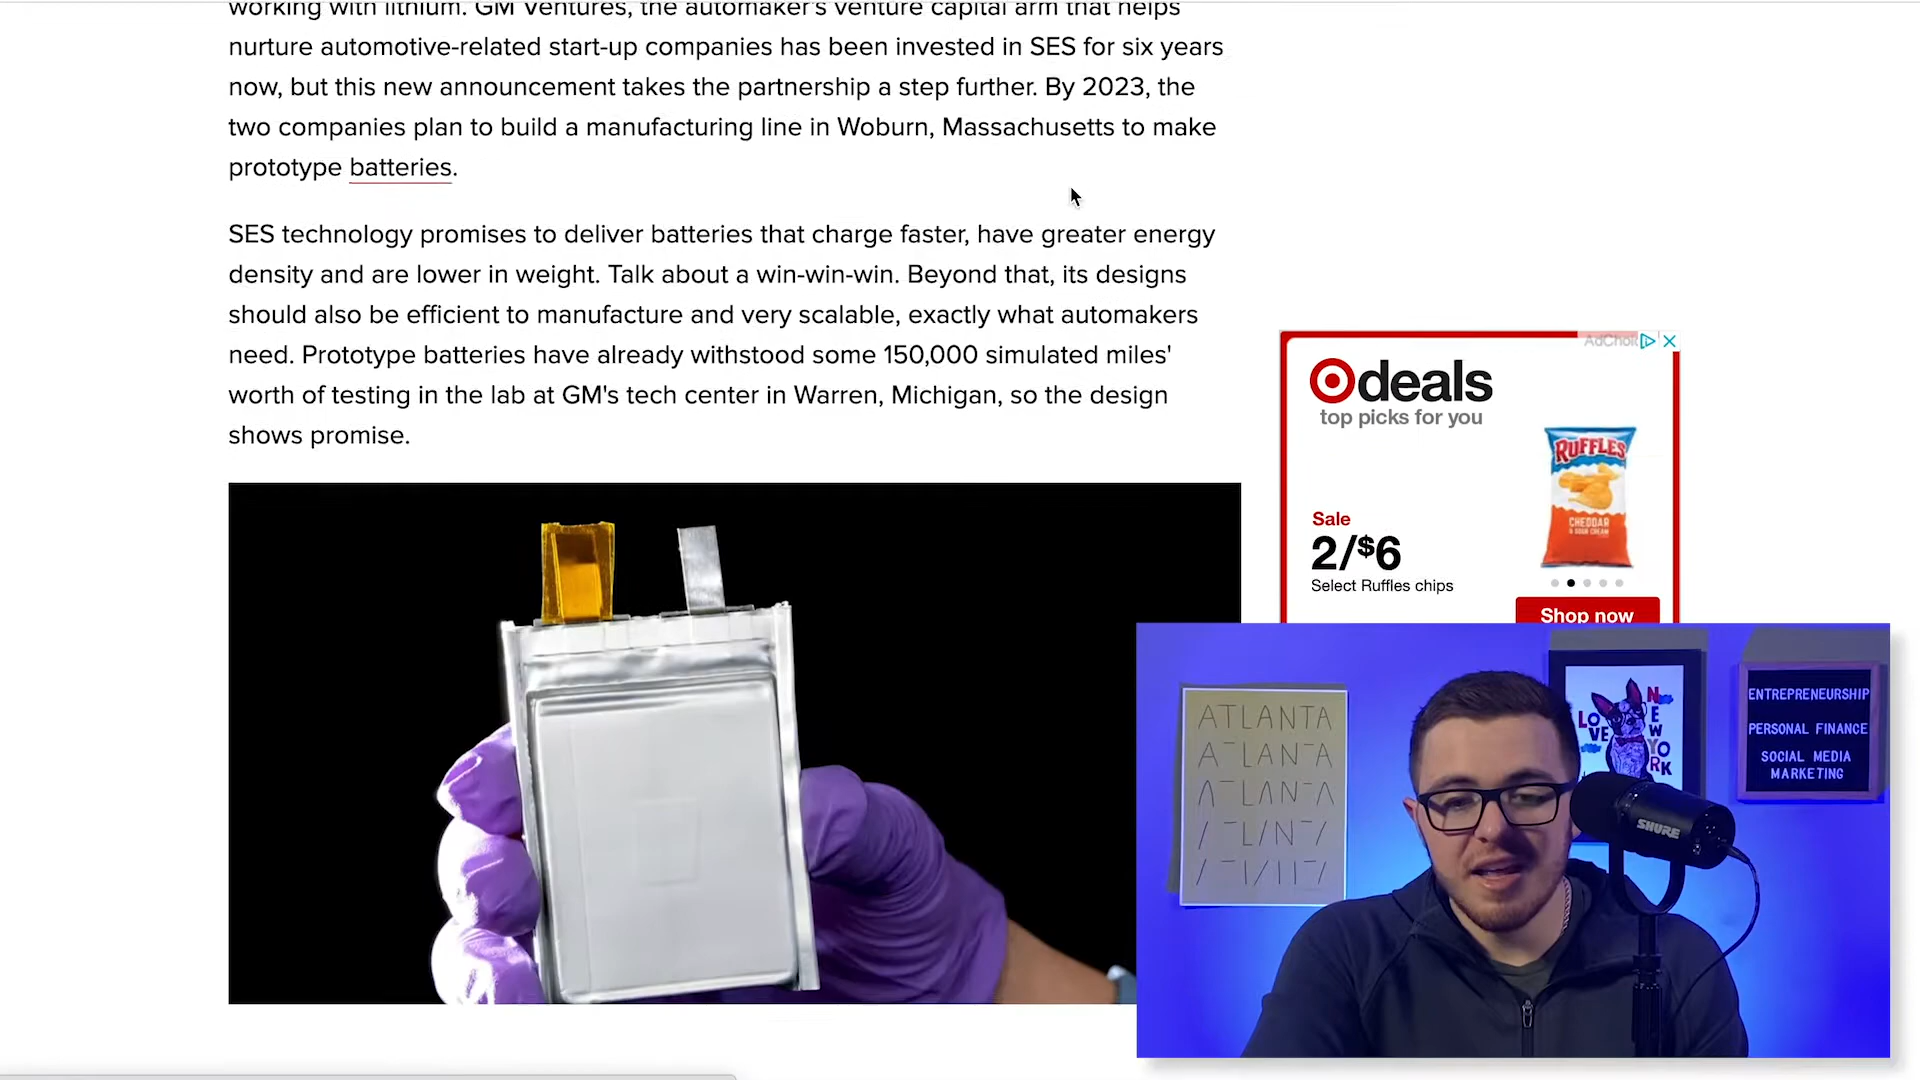 working with lithium. GM Ventures, the automaker's venture capital arm that helps
nurture automotive-related start-up companies has been invested in SES for six years
now, but this new announcement takes the partnership a step further. By 2023, the
two companies plan to build a manufacturing line in Woburn, Massachusetts to make
prototype batteries.
SES technology promises to deliver batteries that charge faster, have greater energy
density and are lower in weight. Talk about a win-win-win. Beyond that, its designs
should also be efficient to manufacture and very scalable, exactly what automakers
need. Prototype batteries have already withstood some 150,000 simulated miles'
worth of testing in the lab at GM's tech center in Warren, Michigan, so the design
shows promise.
deals
top picks for you
RUFFLES
CHEDDAR
& SOUR CREAM
Sale
2/$6
Select Ruffles chips
Shop now
ATLANTA
A¯LAN¯A
Λ¯LΛN¯Λ
/¯L/N¯/
/¯I/II¯/
LOVE
NEWYORK
ENTREPRENEURSHIP
PERSONAL FINANCE
SOCIAL MEDIA
MARKETING
SHURE